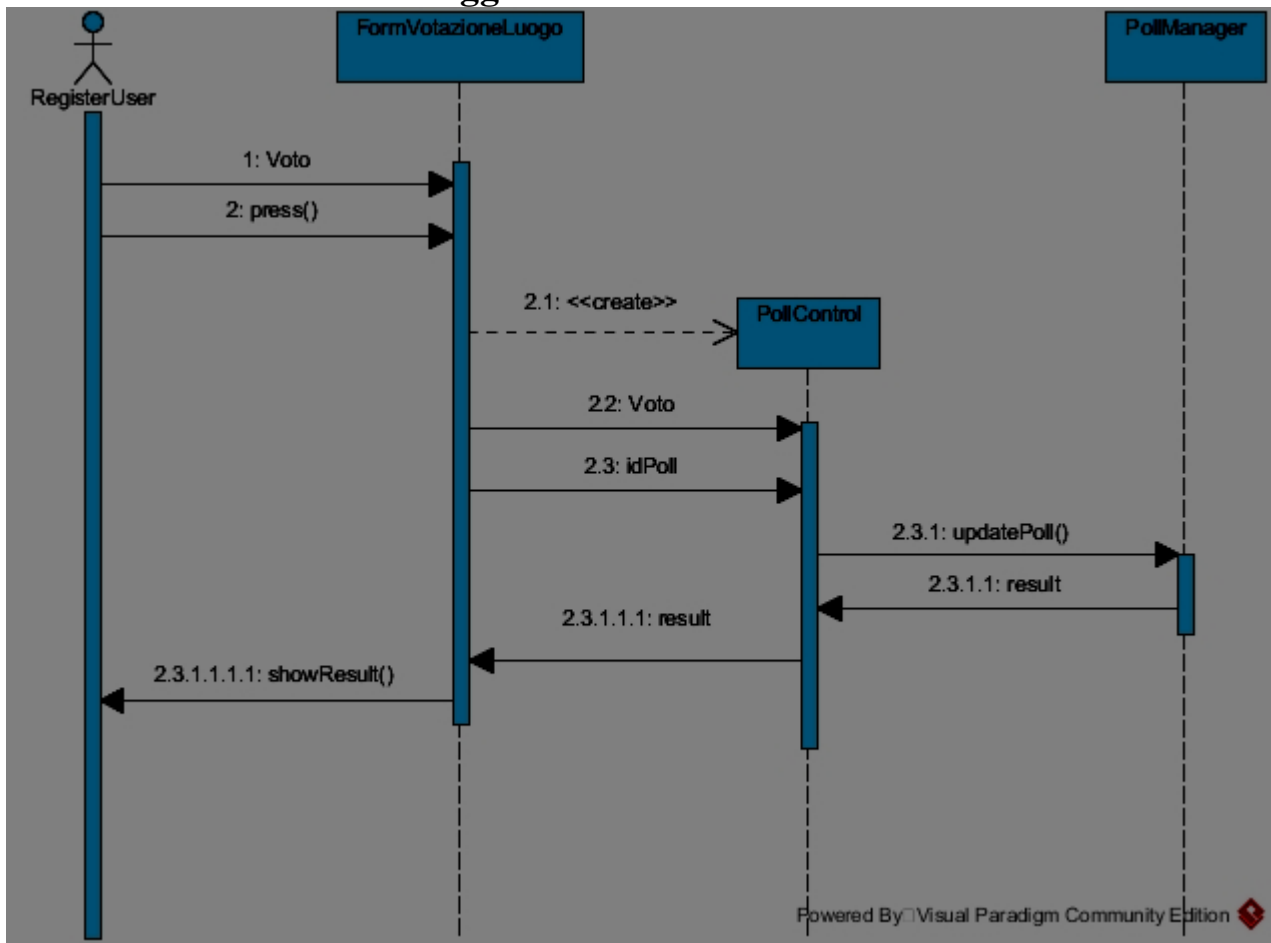 gg
FormVotazioneLuogo
PollManager
RegisterUser
1: Voto
2: press()
2.1: <<create>>
PollControl
2.2: Voto
2.3: idPoll
2.3.1: updatePoll()
2.3.1.1: result
2.3.1.1.1: result
2.3.1.1.1.1: showResult()
Powered By Visual Paradigm Community Edition